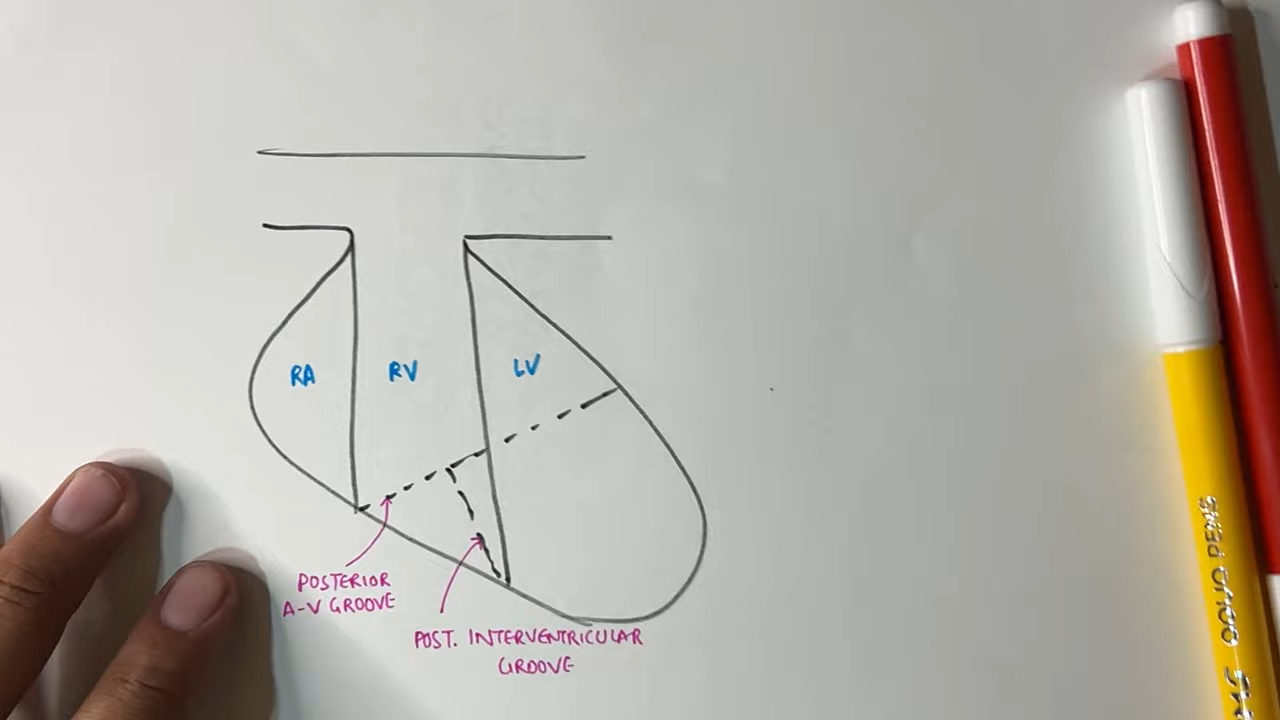 RA
RV
LV
POSTERIOR
A-V GROOVE
POST. INTERVENTRICULAR
GROOVE